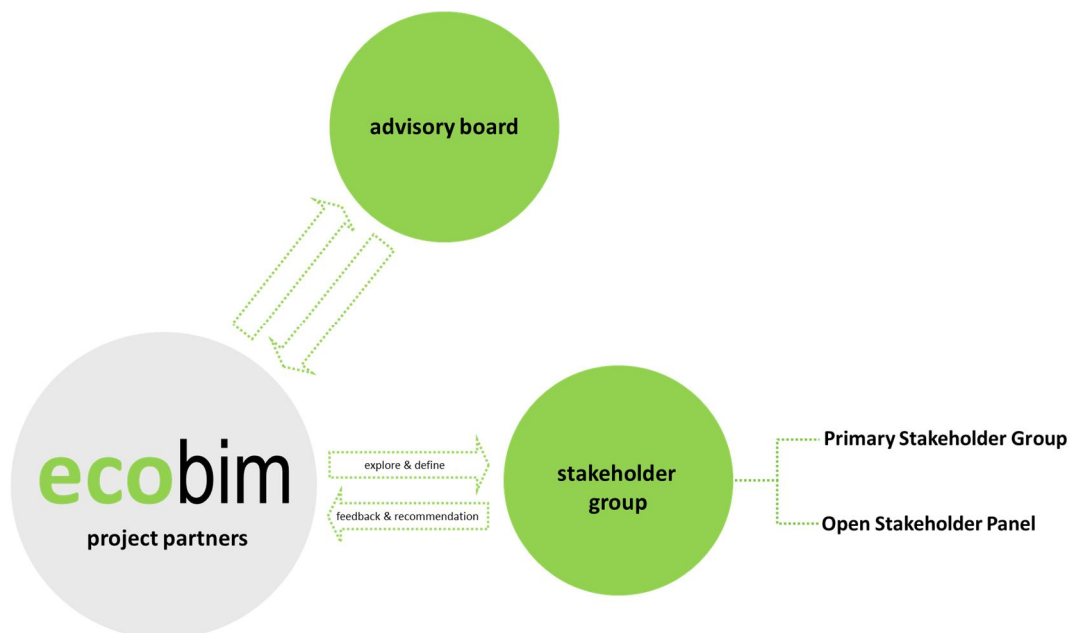 advisory board
ecobim
project partners
explore & define
feedback & recommendation
stakeholder
group
Primary Stakeholder Group
Open Stakeholder Panel